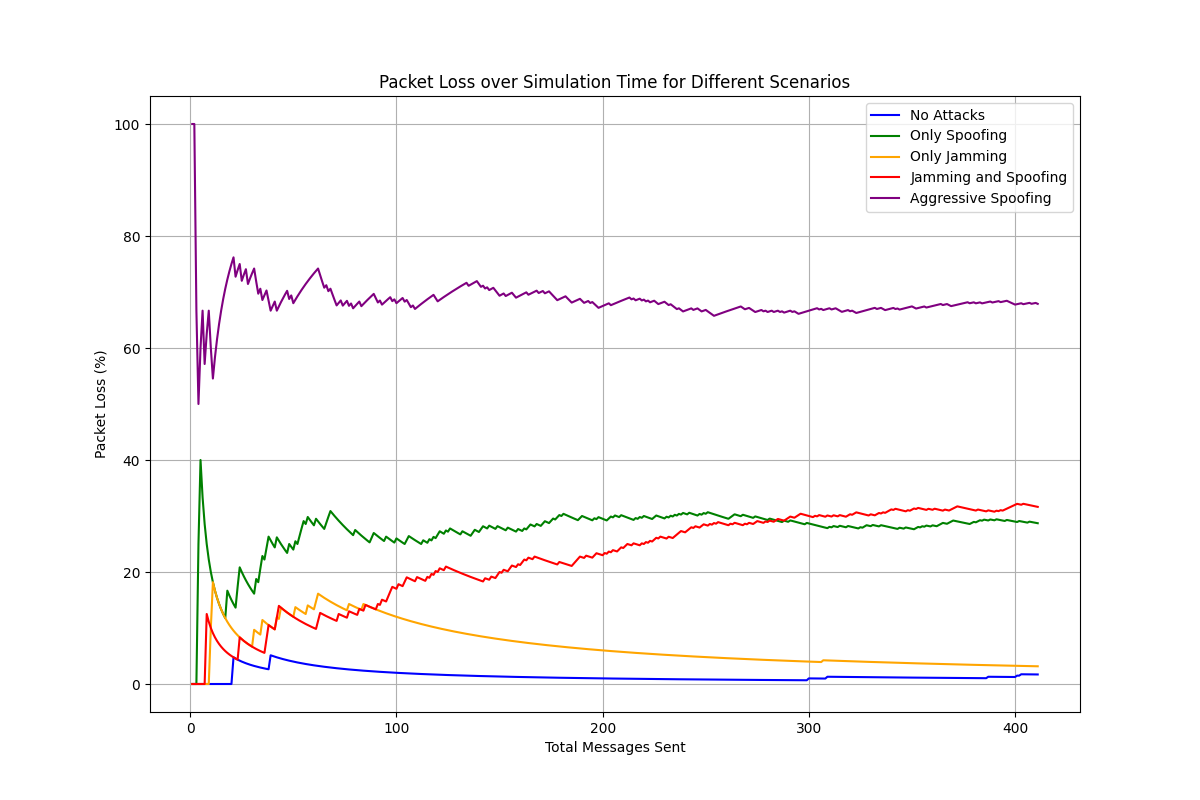 Packet Loss over Simulation Time for Different Scenarios
No Attacks
Only Spoofing
Only Jamming
Jamming and Spoofing
Aggressive Spoofing
Packet Loss (%)
100
80
60
40
20
0
0 100 200 300 400
Total Messages Sent